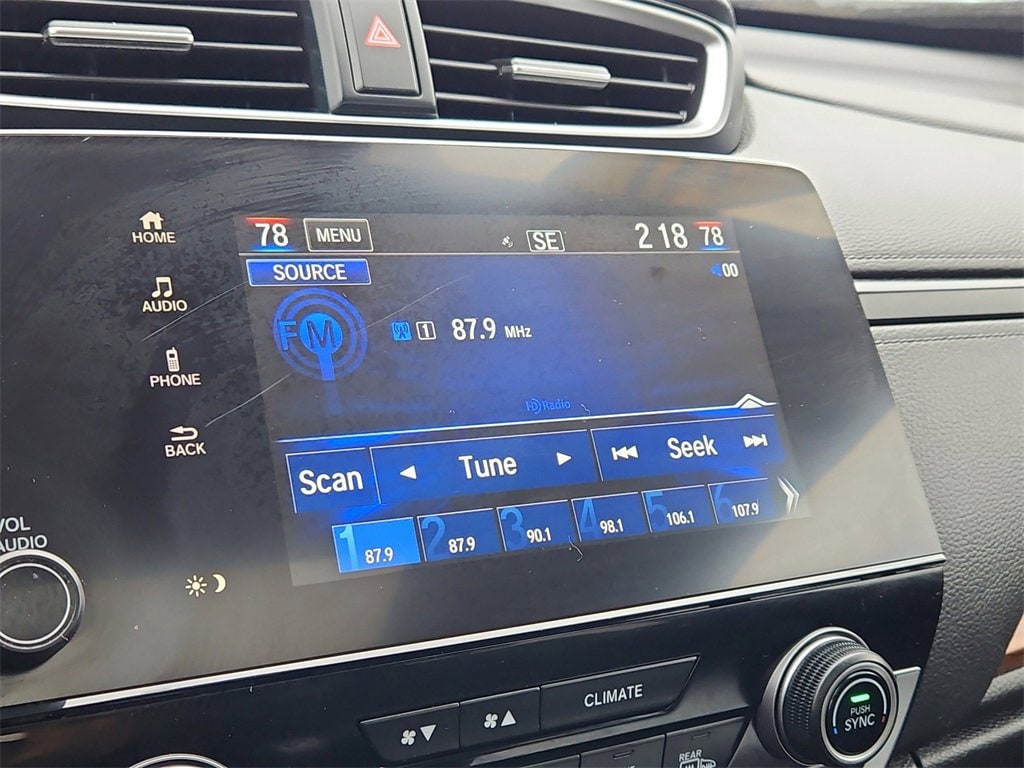 HOME
AUDIO
PHONE
BACK
VOL
AUDIO
78 MENU SE 2 18 78
SOURCE 00
FM 1 87.9 MHz
HD Radio
Scan Tune Seek
1 87.9 2 87.9 3 90.1 4 98.1 5 106.1 6 107.9
CLIMATE
PUSH
SYNC
REAR